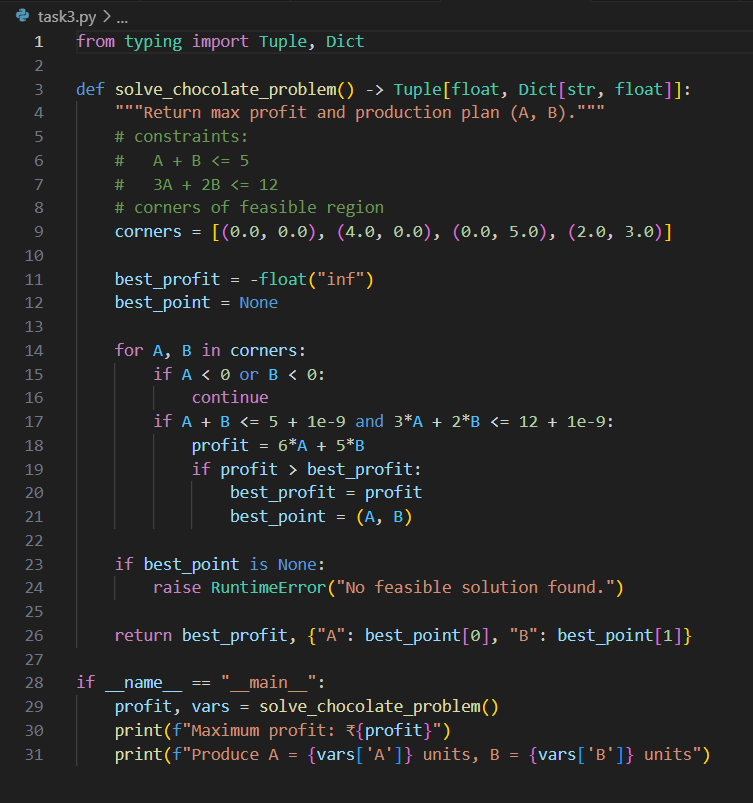 task3.py > ...
1 from typing import Tuple, Dict
2
3 def solve_chocolate_problem() -> Tuple[float, Dict[str, float]]:
4     """Return max profit and production plan (A, B)."""
5     # constraints:
6     #   A + B <= 5
7     #   3A + 2B <= 12
8     # corners of feasible region
9     corners = [(0.0, 0.0), (4.0, 0.0), (0.0, 5.0), (2.0, 3.0)]
10
11     best_profit = -float("inf")
12     best_point = None
13
14     for A, B in corners:
15         if A < 0 or B < 0:
16             continue
17         if A + B <= 5 + 1e-9 and 3*A + 2*B <= 12 + 1e-9:
18             profit = 6*A + 5*B
19             if profit > best_profit:
20                 best_profit = profit
21                 best_point = (A, B)
22
23     if best_point is None:
24         raise RuntimeError("No feasible solution found.")
25
26     return best_profit, {"A": best_point[0], "B": best_point[1]}
27
28 if __name__ == "__main__":
29     profit, vars = solve_chocolate_problem()
30     print(f"Maximum profit: ₹{profit}")
31     print(f"Produce A = {vars['A']} units, B = {vars['B']} units")